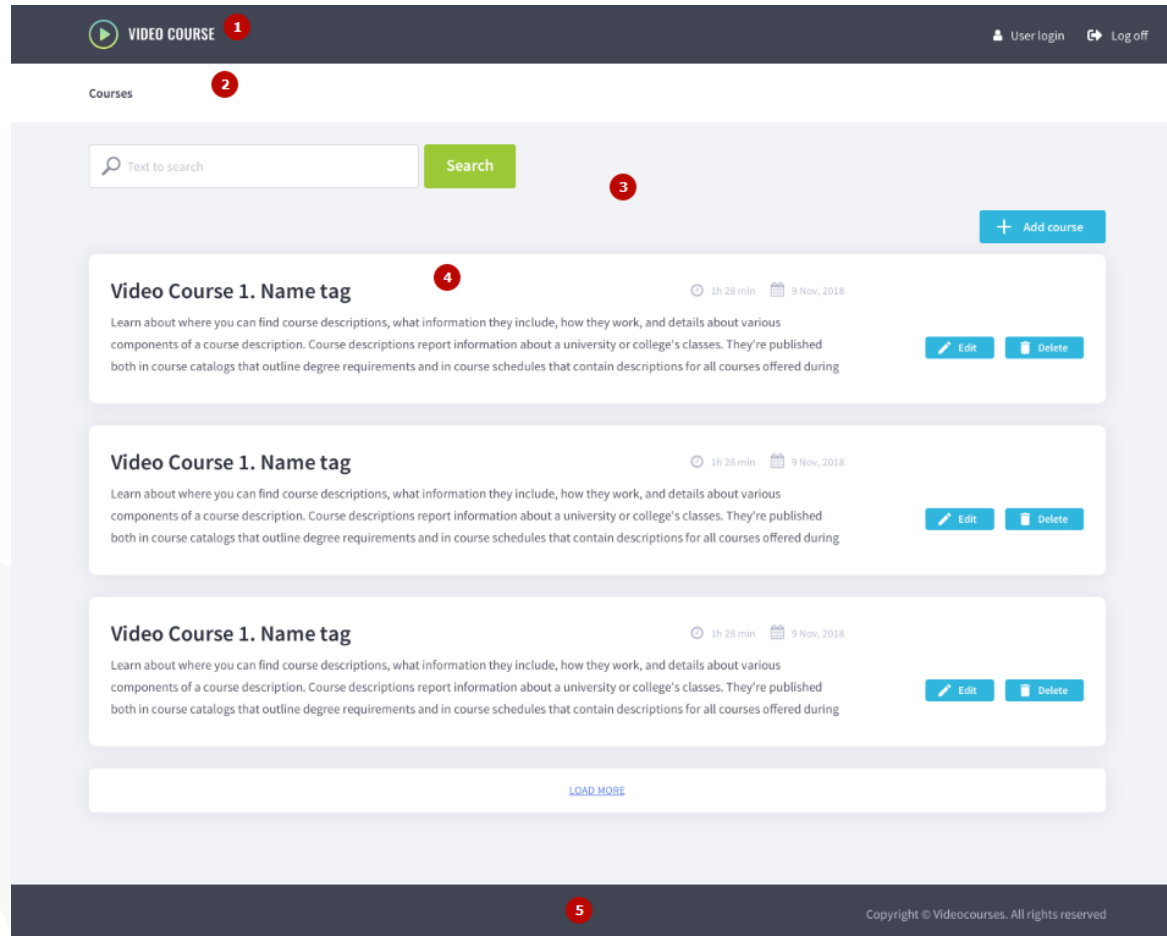 VIDEO COURSE 1 User login Log off
2
Courses
Text to search Search
3
Add course
4
Video Course 1. Name tag 1h 28 min 9 Nov, 2018
Learn about where you can find course descriptions, what information they include, how they work, and details about various
components of a course description. Course descriptions report information about a university or college's classes. They're published
both in course catalogs that outline degree requirements and in course schedules that contain descriptions for all courses offered during
Edit Delete
Video Course 1. Name tag 1h 28 min 9 Nov, 2018
Learn about where you can find course descriptions, what information they include, how they work, and details about various
components of a course description. Course descriptions report information about a university or college's classes. They're published
both in course catalogs that outline degree requirements and in course schedules that contain descriptions for all courses offered during
Edit Delete
Video Course 1. Name tag 1h 28 min 9 Nov, 2018
Learn about where you can find course descriptions, what information they include, how they work, and details about various
components of a course description. Course descriptions report information about a university or college's classes. They're published
both in course catalogs that outline degree requirements and in course schedules that contain descriptions for all courses offered during
Edit Delete
LOAD MORE
5
Copyright © Videocourses. All rights reserved